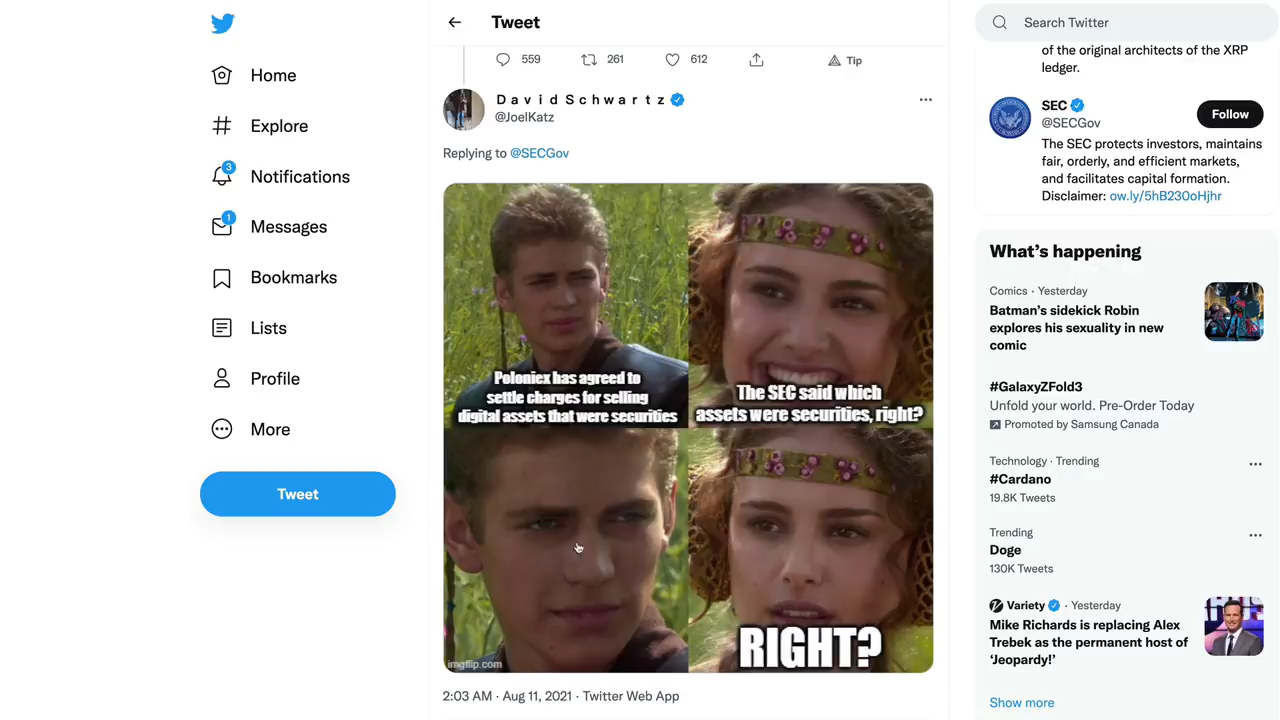 Home
Explore
3
Notifications
1
Messages
Bookmarks
Lists
Profile
More
Tweet
Tweet
559
261
612
Tip
D a v i d S c h w a r t z
@JoelKatz
Replying to @SECGov
Poloniex has agreed to
settle charges for selling
digital assets that were securities
The SEC said which
assets were securities, right?
RIGHT?
imgflip.com
2:03 AM · Aug 11, 2021 · Twitter Web App
Search Twitter
of the original architects of the XRP
ledger.
SEC
@SECGov
Follow
The SEC protects investors, maintains
fair, orderly, and efficient markets,
and facilitates capital formation.
Disclaimer: ow.ly/5hB230oHjhr
What's happening
Comics · Yesterday
Batman's sidekick Robin
explores his sexuality in new
comic
#GalaxyZFold3
Unfold your world. Pre-Order Today
Promoted by Samsung Canada
Technology · Trending
#Cardano
19.8K Tweets
Trending
Doge
130K Tweets
Variety · Yesterday
Mike Richards is replacing Alex
Trebek as the permanent host of
'Jeopardy!'
Show more